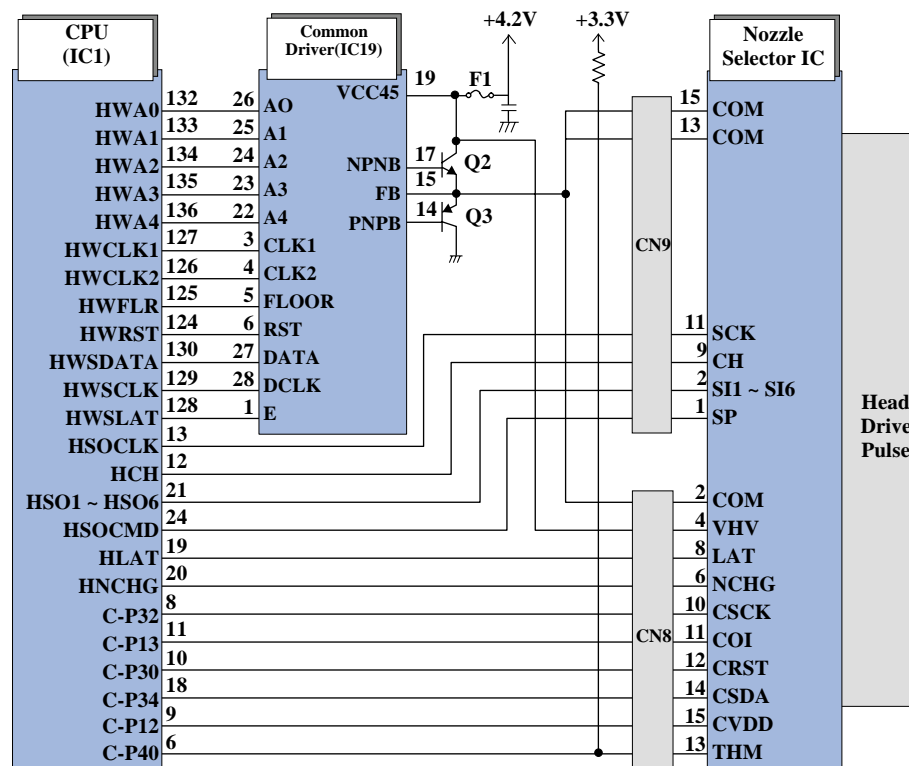 CPU
(IC1)
Common
Driver(IC19)
+4.2V
+3.3V
Nozzle
Selector IC
HWA0 132 26 AO
HWA1 133 25 A1
HWA2 134 24 A2
HWA3 135 23 A3
HWA4 136 22 A4
HWCLK1 127 3 CLK1
HWCLK2 126 4 CLK2
HWFLR 125 5 FLOOR
HWRST 124 6 RST
HWSDATA 130 27 DATA
HWSCLK 129 28 DCLK
HWSLAT 128 1 E
HSOCLK 13
HCH 12
HSO1 ~ HSO6 21
HSOCMD 24
HLAT 19
HNCHG 20
C-P32 8
C-P13 11
C-P30 10
C-P34 18
C-P12 9
C-P40 6
VCC45 19 F1
NPNB 17 Q2
FB 15
PNPB 14 Q3
CN9
15 COM
13 COM
11 SCK
9 CH
2 SI1 ~ SI6
1 SP
CN8
2 COM
4 VHV
8 LAT
6 NCHG
10 CSCK
11 COI
12 CRST
14 CSDA
15 CVDD
13 THM
Head
Drive
Pulse